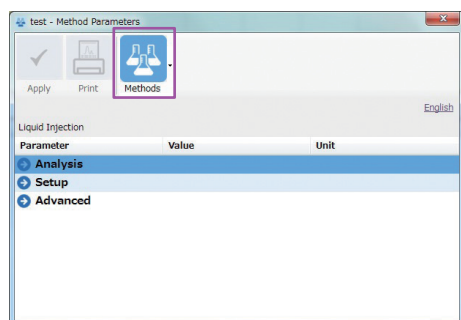 test - Method Parameters
Apply Print Methods
English
Liquid Injection
Parameter Value Unit
Analysis
Setup
Advanced